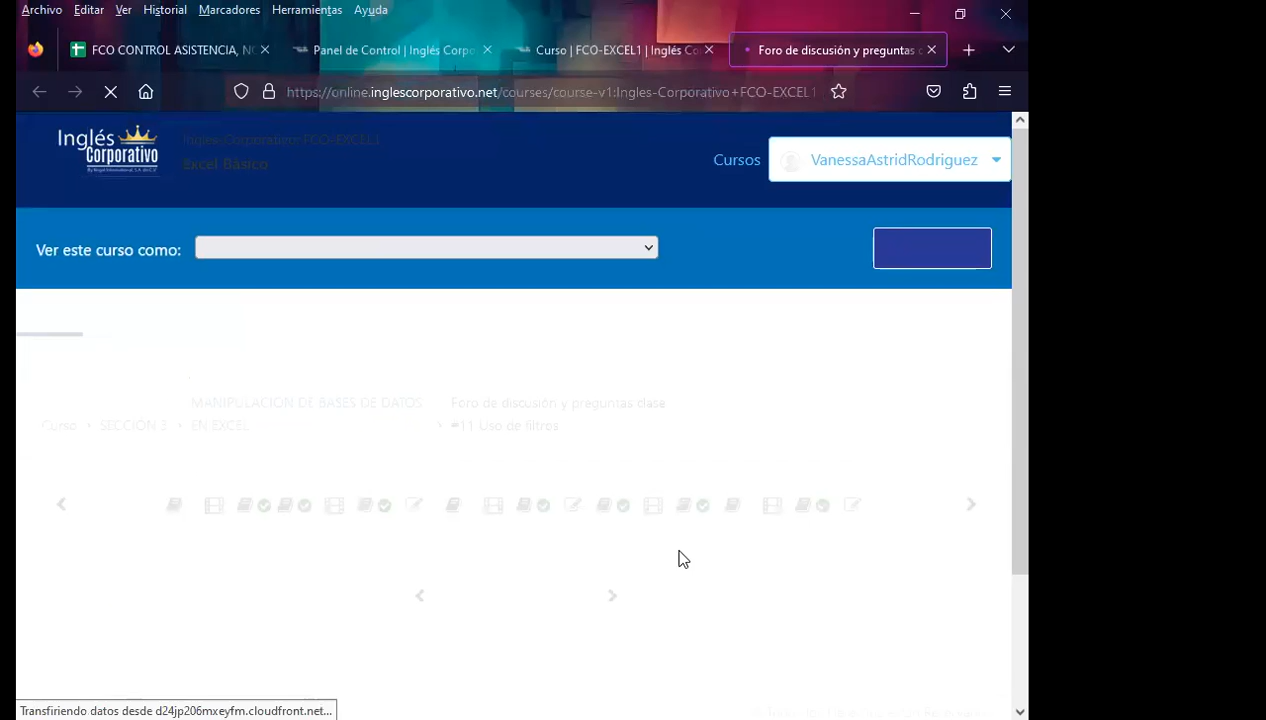 Archivo Editar Ver Historial Marcadores Herramientas Ayuda
FCO CONTROL ASISTENCIA, NO
Panel de Control | Inglés Corpo
Curso | FCO-EXCEL1 | Inglés Co
Foro de discusión y preguntas c
https://online.inglescorporativo.net/courses/course-v1:Ingles-Corporativo+FCO-EXCEL1
Inglés
Corporativo
Ingles-Corporativo: FCO-EXCEL1
Excel Básico
Cursos
VanessaAstridRodriguez
Ver este curso como:
MANIPULACION DE BASES DE DATOS
Foro de discusión y preguntas clase
Curso
SECCIÓN 3
EN EXCEL
#11 Uso de filtros
Transfiriendo datos desde d24jp206mxeyfm.cloudfront.net...